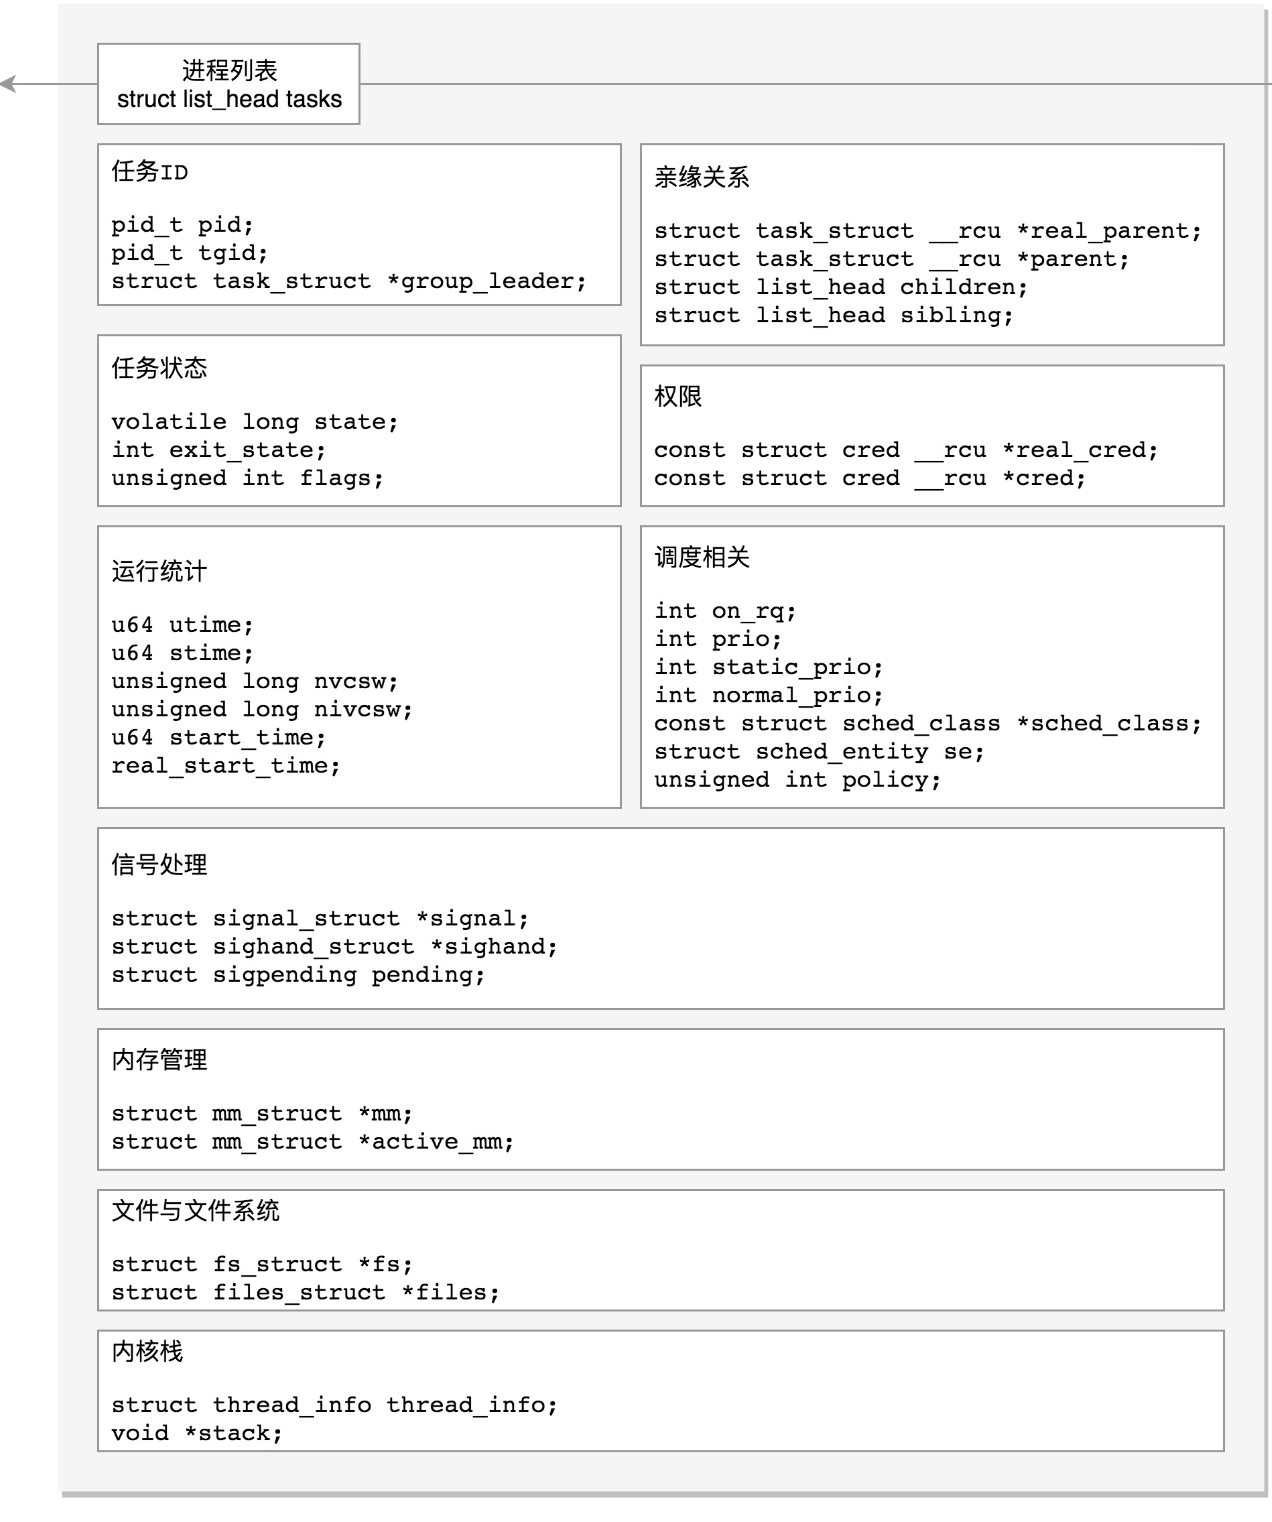 进程列表
struct list_head tasks
任务ID
pid_t pid;
pid_t tgid;
struct task_struct *group_leader;
亲缘关系
struct task_struct __rcu *real_parent;
struct task_struct __rcu *parent;
struct list_head children;
struct list_head sibling;
任务状态
volatile long state;
int exit_state;
unsigned int flags;
权限
const struct cred __rcu *real_cred;
const struct cred __rcu *cred;
运行统计
u64 utime;
u64 stime;
unsigned long nvcsw;
unsigned long nivcsw;
u64 start_time;
real_start_time;
调度相关
int on_rq;
int prio;
int static_prio;
int normal_prio;
const struct sched_class *sched_class;
struct sched_entity se;
unsigned int policy;
信号处理
struct signal_struct *signal;
struct sighand_struct *sighand;
struct sigpending pending;
内存管理
struct mm_struct *mm;
struct mm_struct *active_mm;
文件与文件系统
struct fs_struct *fs;
struct files_struct *files;
内核栈
struct thread_info thread_info;
void *stack;